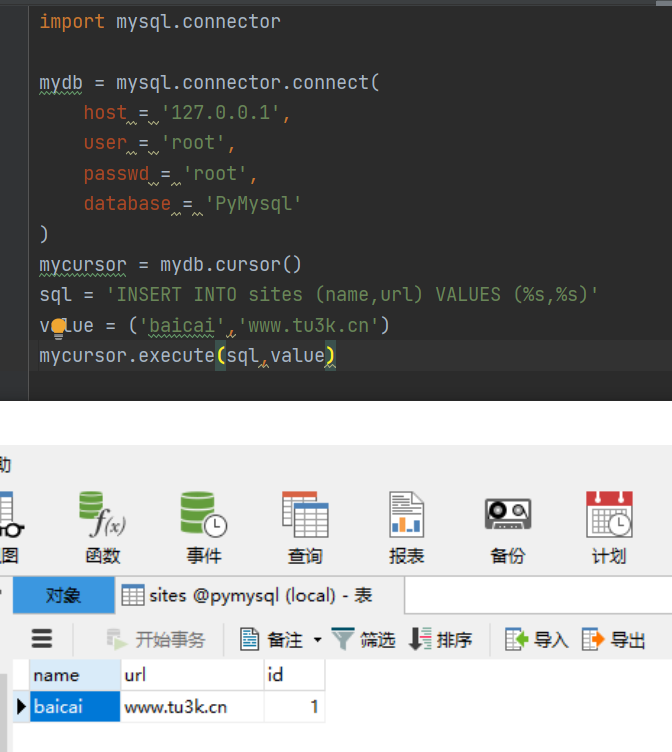 import mysql.connector
mydb = mysql.connector.connect(
host = '127.0.0.1',
user = 'root',
passwd = 'root',
database = 'PyMysql'
)
mycursor = mydb.cursor()
sql = 'INSERT INTO sites (name,url) VALUES (%s,%s)'
value = ('baicai','www.tu3k.cn')
mycursor.execute(sql,value)
助
图 函数 事件 查询 报表 备份 计划
对象 sites @pymysql (local) - 表
开始事务 备注 筛选 排序 导入 导出
name url id
baicai www.tu3k.cn 1